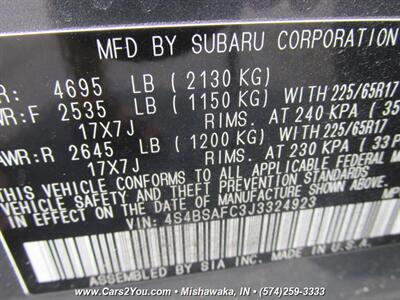 MFD BY SUBARU CORPORATION
R: 4695 LB (2130 KG)
WR:F 2535 LB (1150 KG) WITH 225/65R17
17X7J RIMS. AT 240 KPA (35
AWR:R 2645 LB (1200 KG) WITH 225/65R17
17X7J RIMS. AT 230 KPA (33 P
THIS VEHICLE CONFORMS TO ALL APPLICABLE FEDERAL M
VEHICLE SAFETY, BUMPER, AND THEFT PREVENTION STANDARDS
IN EFFECT ON THE DATE OF MANUFACTURE SHOWN ABOVE.
VIN: 4S4BSAFC3J3324923 MP
ASSEMBLED BY SIA INC. MADE IN U.S.A.
www.Cars2You.com - Mishawaka, IN - (574)259-3333